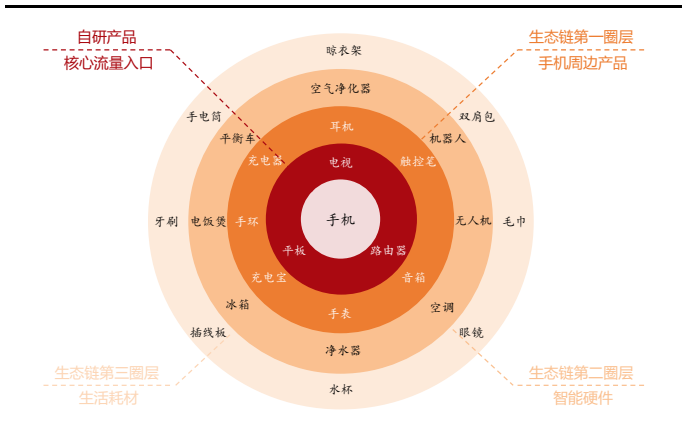 自研产品
核心流量入口
生态链第一圈层
手机周边产品
晾衣架
空气净化器
手电筒
双肩包
耳机
平衡车
机器人
充电器
电视
触控笔
牙刷
电饭煲
手环
手机
无人机
毛巾
平板
路由器
充电宝
音箱
冰箱
空调
手表
插线板
眼镜
净水器
生态链第三圈层
生活耗材
水杯
生态链第二圈层
智能硬件